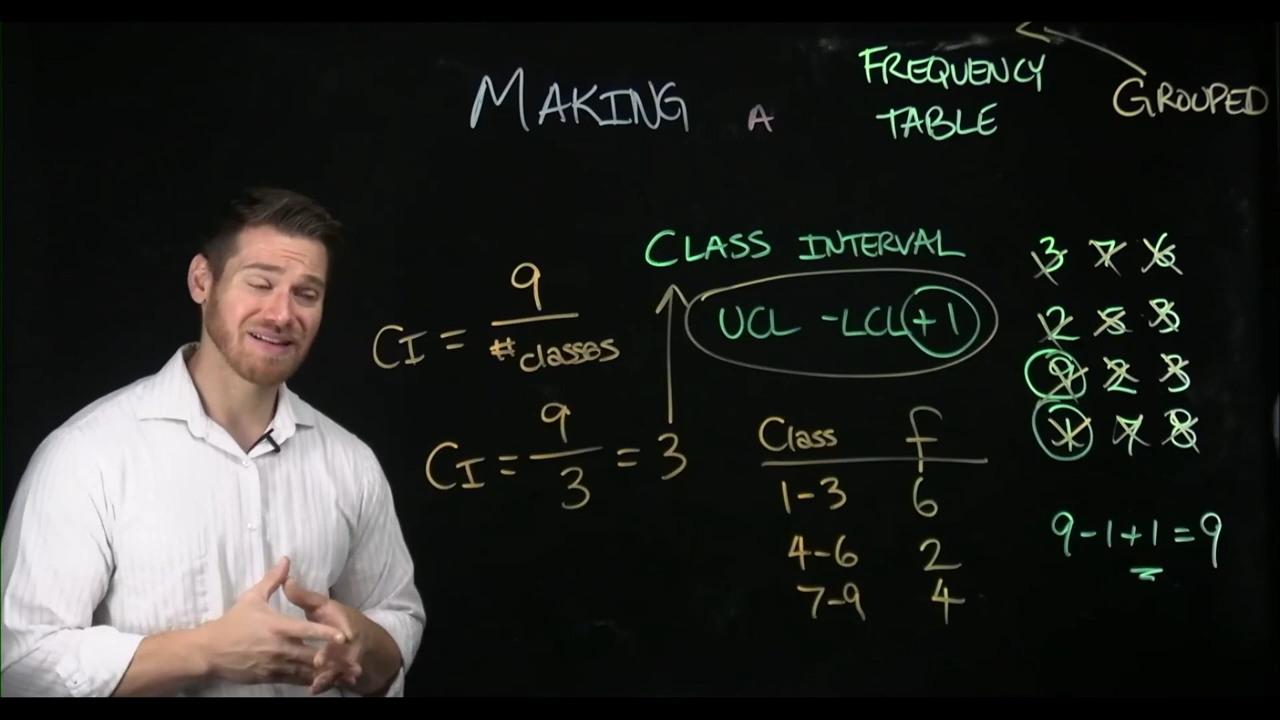 MAKING A FREQUENCY TABLE
GROUPED
CLASS INTERVAL
UCL - LCL + 1
CI = 9 / # classes
CI = 9 / 3 = 3
Class f
1-3 6
4-6 2
7-9 4
3 7 6
2 5 3
9 2 3
1 7 8
9-1+1=9